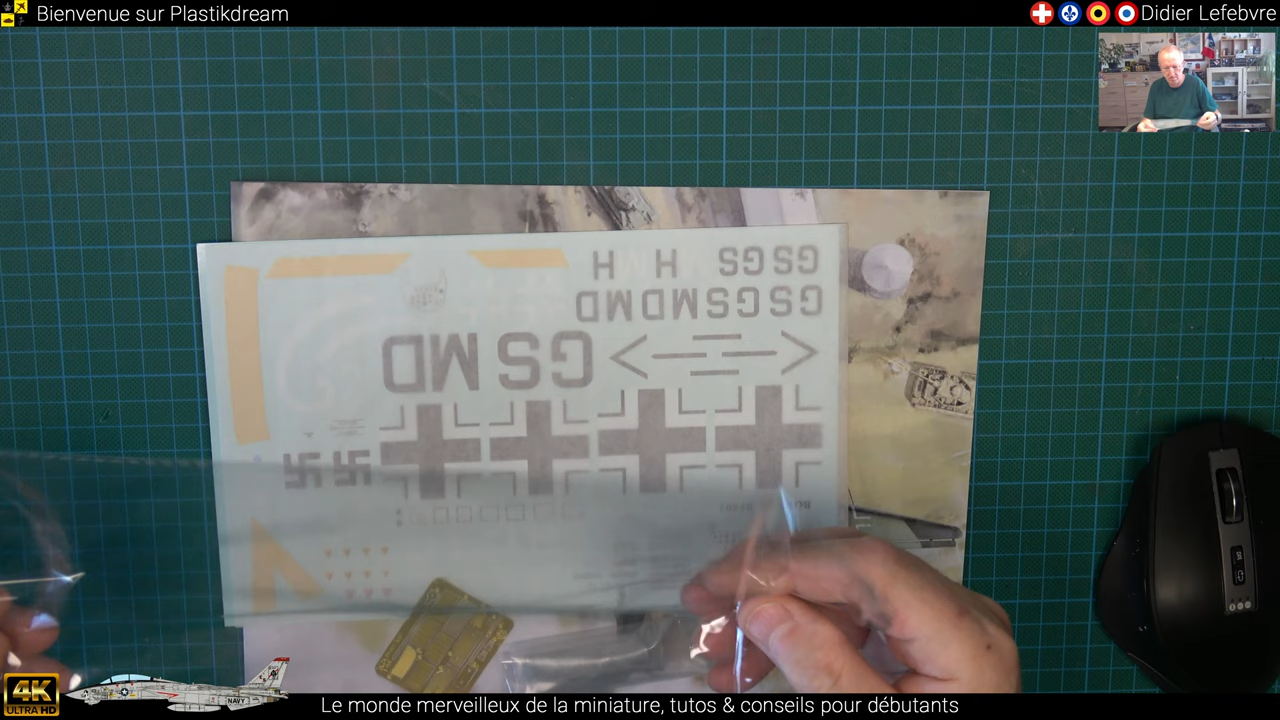 Bienvenue sur Plastikdream
Didier Lefebvre
GSGS
GSGSMDMD
GS MD
4K
ULTRA HD
NAVY
Le monde merveilleux de la miniature, tutos & conseils pour débutants